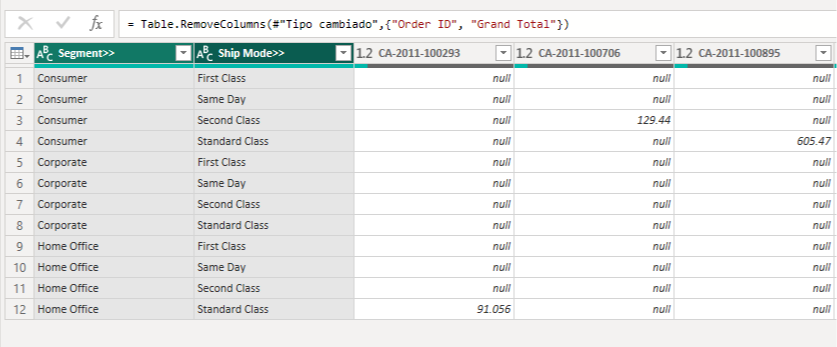 fx = Table.RemoveColumns(#"Tipo cambiado",{"Order ID", "Grand Total"})
ABC Segment>> ABC Ship Mode>> 1.2 CA-2011-100293 1.2 CA-2011-100706 1.2 CA-2011-100895
1 Consumer First Class null null null
2 Consumer Same Day null null null
3 Consumer Second Class null 129.44 null
4 Consumer Standard Class null null 605.47
5 Corporate First Class null null null
6 Corporate Same Day null null null
7 Corporate Second Class null null null
8 Corporate Standard Class null null null
9 Home Office First Class null null null
10 Home Office Same Day null null null
11 Home Office Second Class null null null
12 Home Office Standard Class 91.056 null null